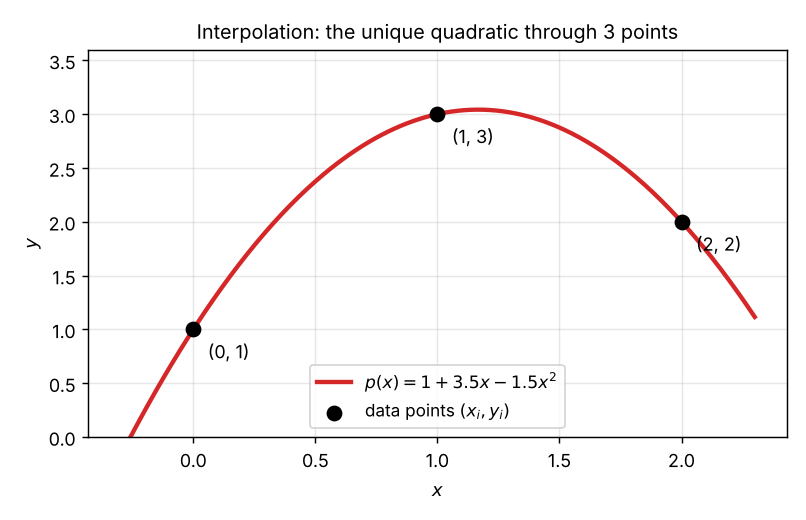 Interpolation: the unique quadratic through 3 points
3.5
3.0
2.5
2.0
1.5
1.0
0.5
0.0
y
(1, 3)
(2, 2)
(0, 1)
p(x) = 1 + 3.5x − 1.5x²
data points (xᵢ, yᵢ)
0.0 0.5 1.0 1.5 2.0
x